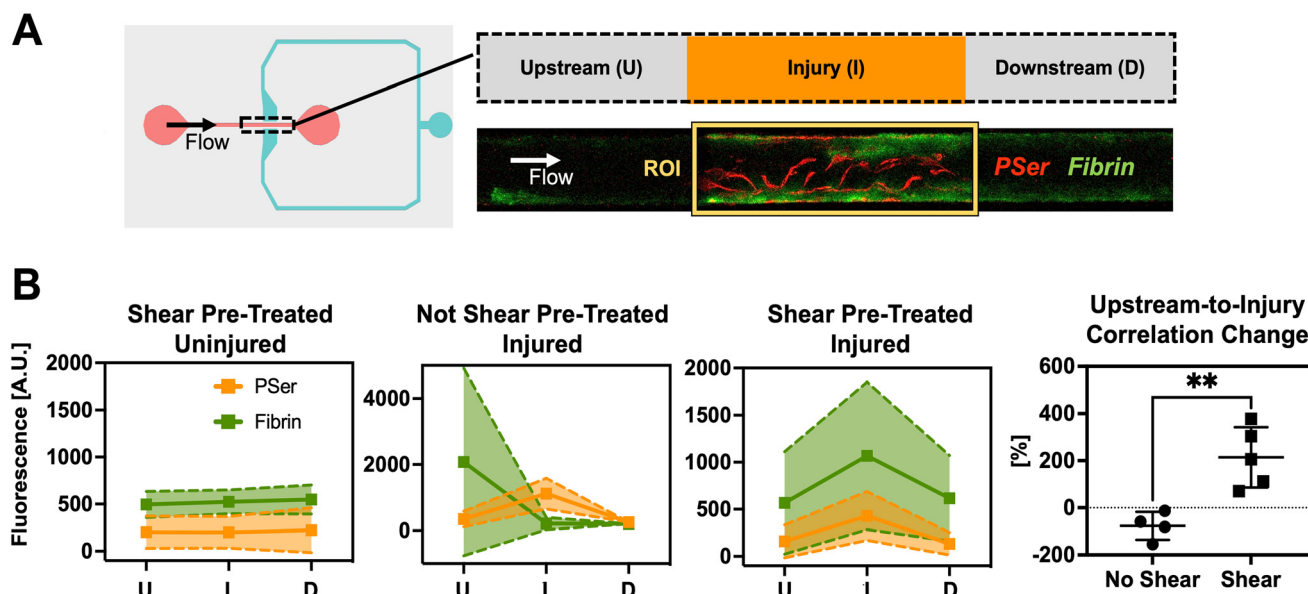 A
Flow
Upstream (U)
Injury (I)
Downstream (D)
Flow
ROI
PSer Fibrin
B
Shear Pre-Treated
Uninjured
Fluorescence [A.U.]
2000
1500
1000
500
0
PSer
Fibrin
U
I
D
Not Shear Pre-Treated
Injured
4000
2000
0
U
I
D
Shear Pre-Treated
Injured
2000
1500
1000
500
0
U
I
D
Upstream-to-Injury
Correlation Change
[%]
600
400
200
0
-200
**
No Shear
Shear